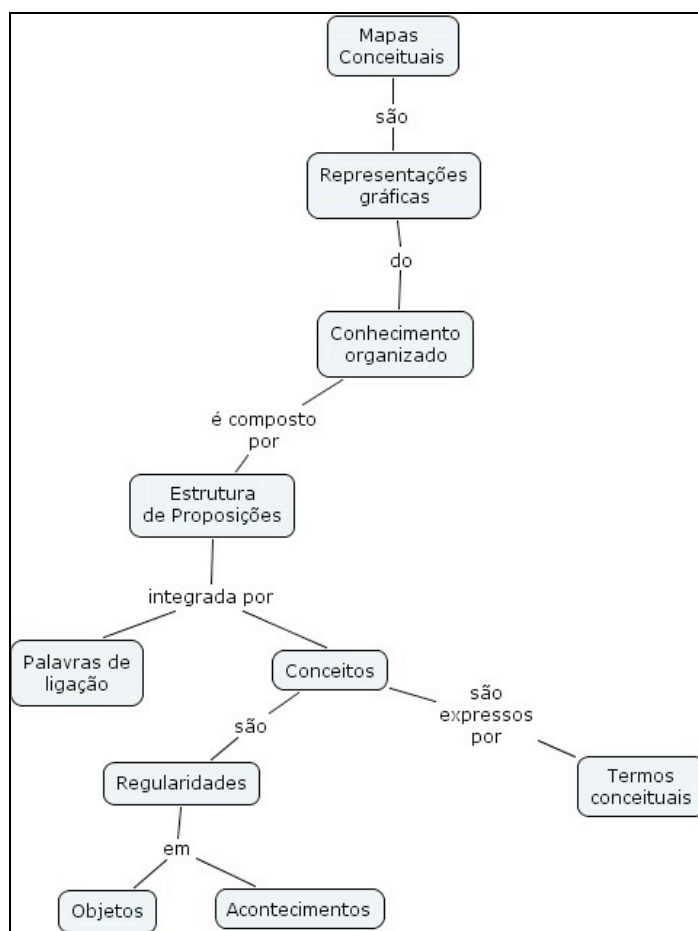 Mapas
Conceituais
são
Representações
gráficas
do
Conhecimento
organizado
é composto
por
Estrutura
de Proposições
integrada por
Palavras de
ligação
Conceitos
são
expressos
por
são
Regularidades
Termos
conceituais
em
Objetos
Acontecimentos